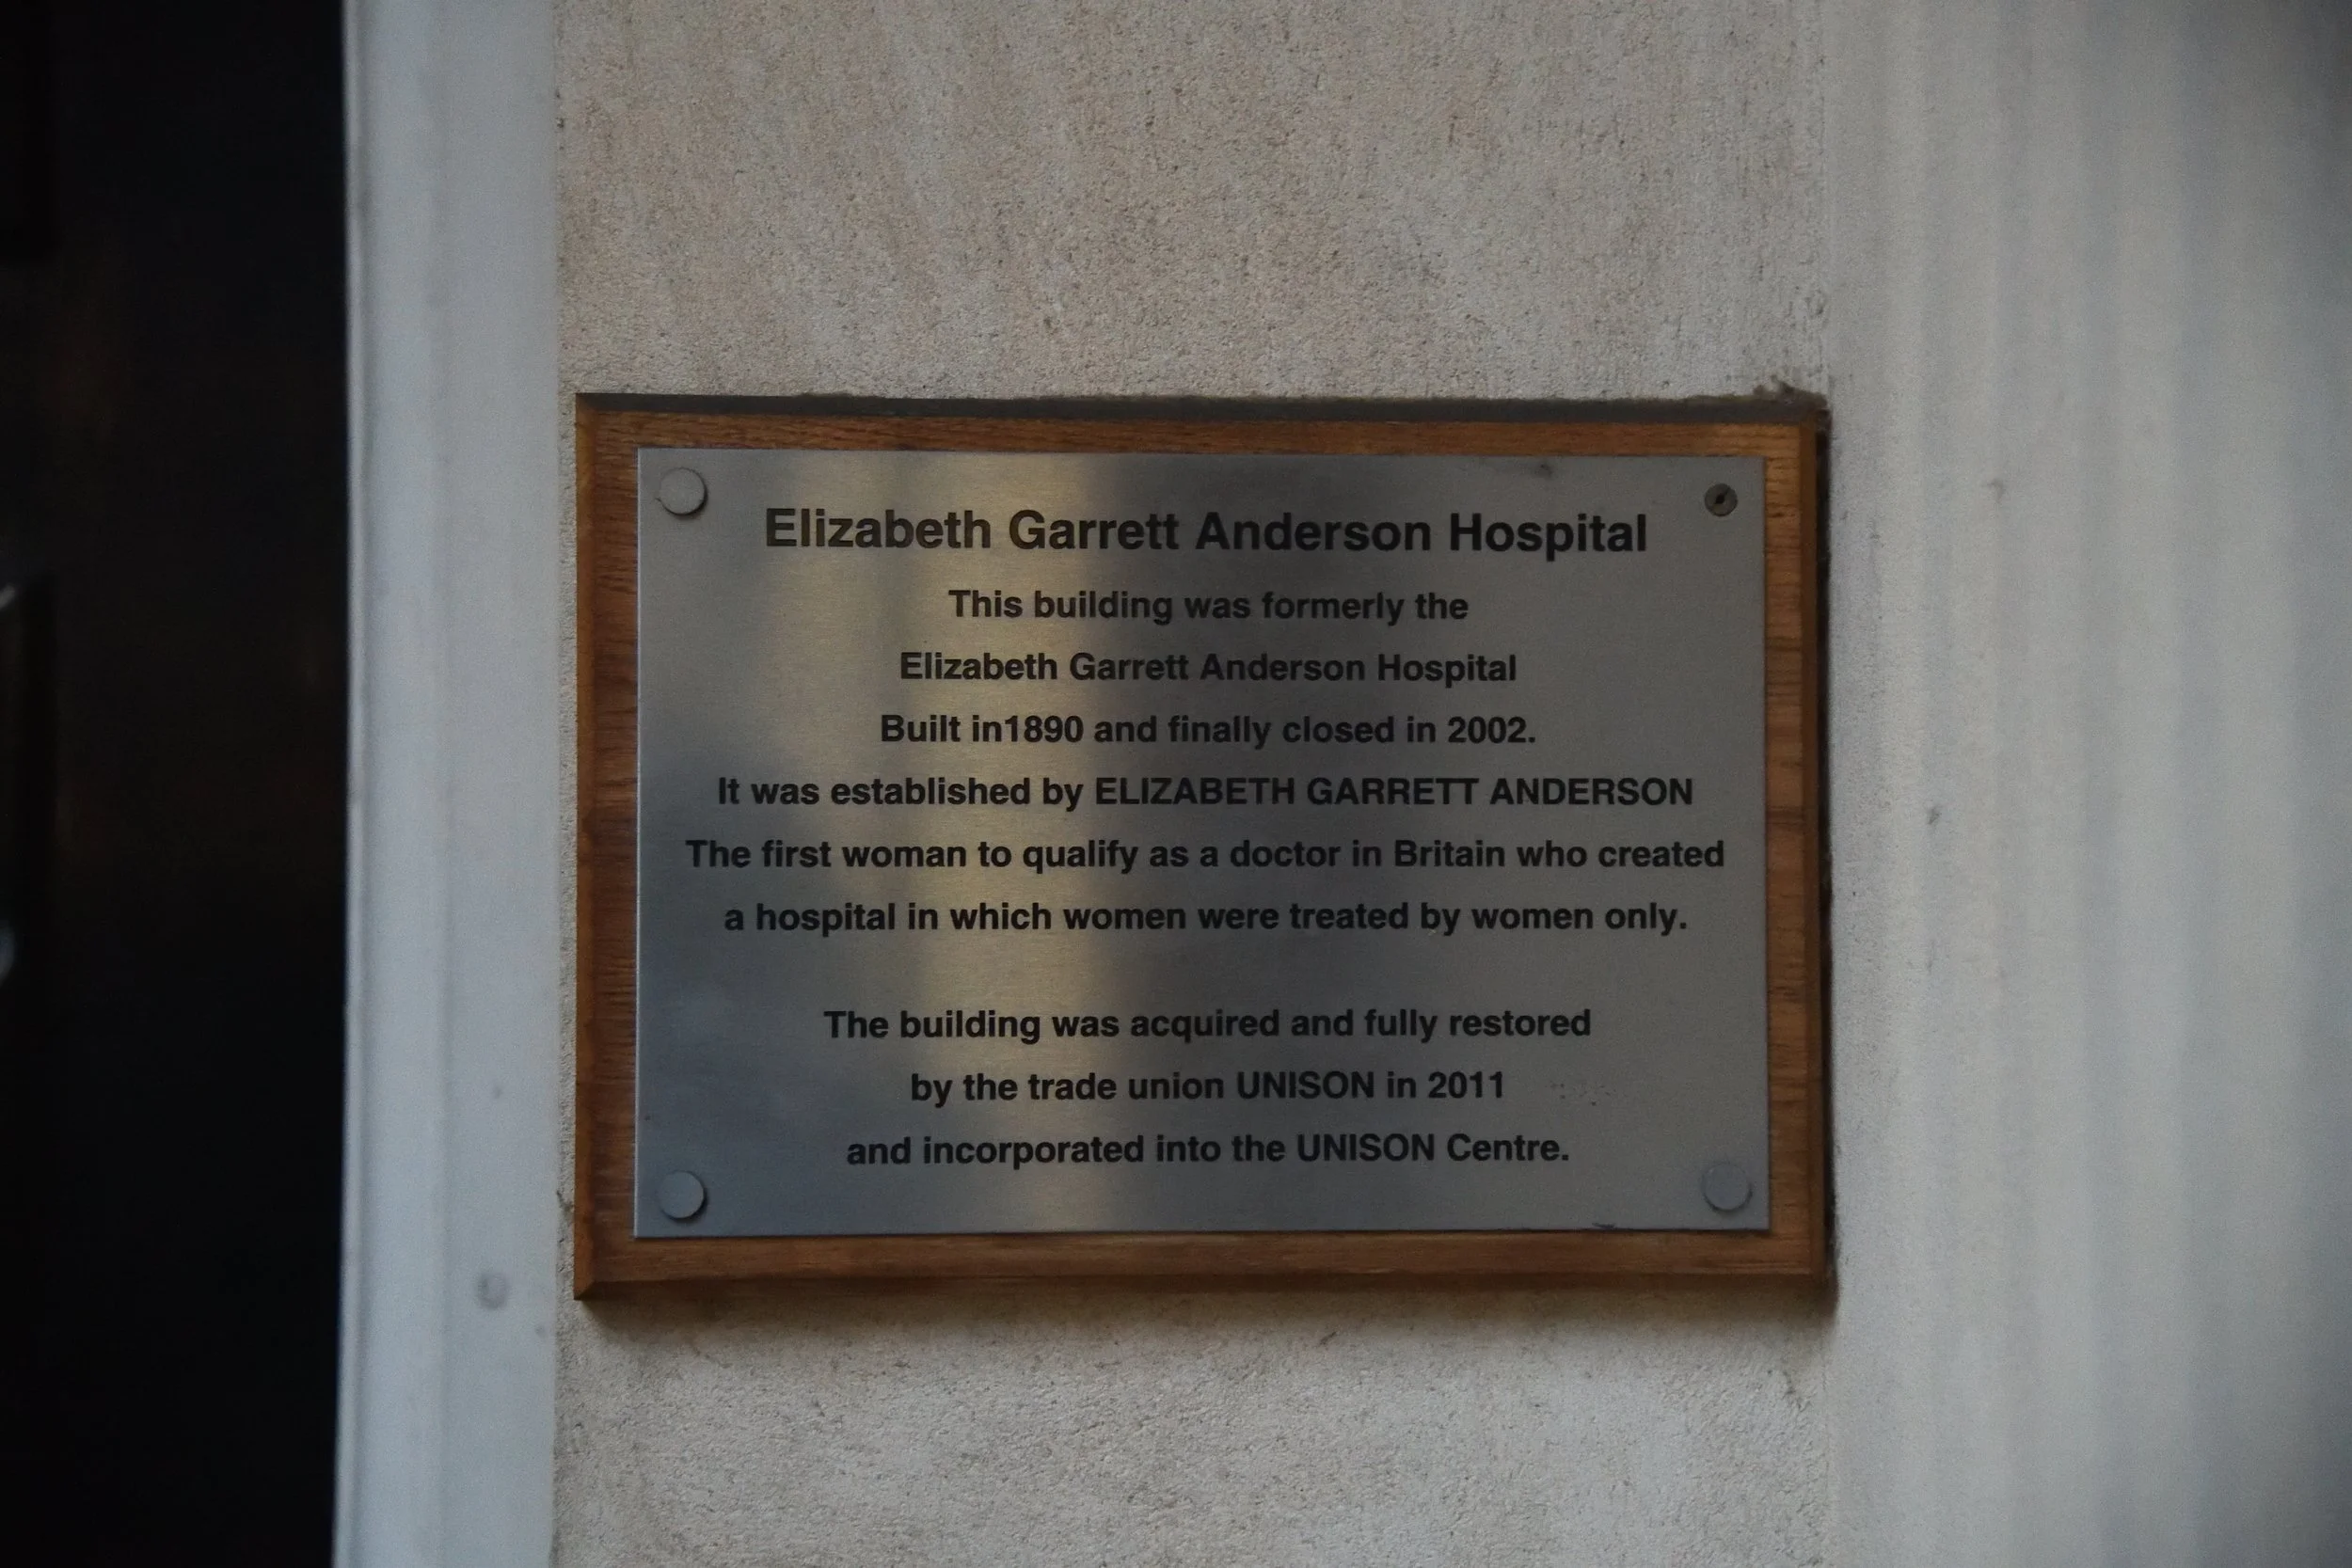 Elizabeth Garrett Anderson Hospital
This building was formerly the
Elizabeth Garrett Anderson Hospital
Built in1890 and finally closed in 2002.
It was established by ELIZABETH GARRETT ANDERSON
The first woman to qualify as a doctor in Britain who created
a hospital in which women were treated by women only.
The building was acquired and fully restored
by the trade union UNISON in 2011
and incorporated into the UNISON Centre.